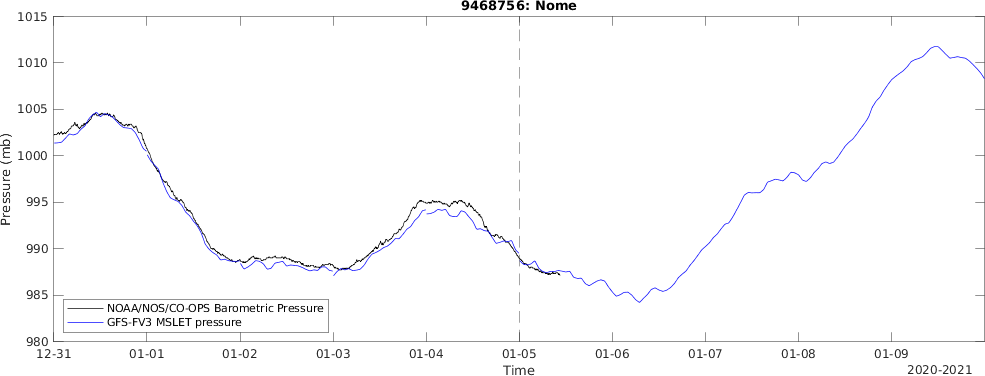 9468756: Nome
1015
1010
1005
1000
995
990
985
980
Pressure (mb)
NOAA/NOS/CO-OPS Barometric Pressure
GFS-FV3 MSLET pressure
12-31 01-01 01-02 01-03 01-04 01-05 01-06 01-07 01-08 01-09
Time
2020-2021